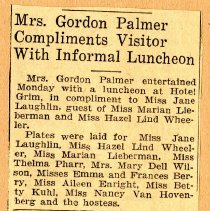 Mrs. Gordon Palmer
Compliments Visitor
With Informal Luncheon
Mrs. Gordon Palmer entertained
Monday with a luncheon at Hotel
Grim, in compliment to Miss Jane
Laughlin, guest of Miss Marian Lie-
berman and Miss Hazel Lind Whee-
ler.
Plates were laid for Miss Jane
Laughlin, Miss Hazel Lind Wheel-
er, Miss Marian Lieberman, Miss
Thelma Pharr, Mrs. Mary Dell Wil-
son, Misses Emma and Frances Ber-
ry, Miss Aileen Enright, Miss Bet-
ty Kuhl, Miss Nancy Van Hoven-
berg and the hostess.